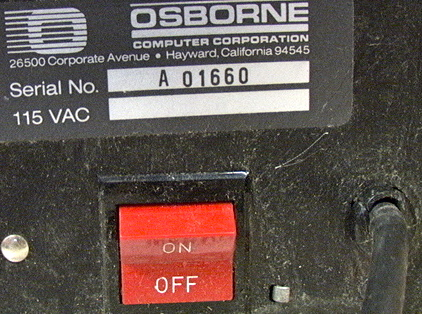 OSBORNE
COMPUTER CORPORATION
26500 Corporate Avenue • Hayward, California 94545
Serial No. A 01660
115 VAC
ON
OFF